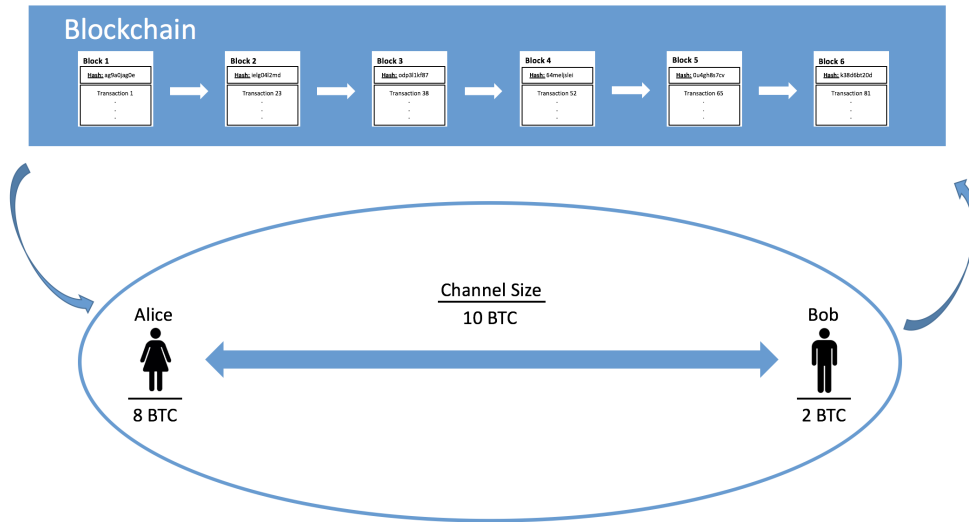 Blockchain
Block 1
Hash: ag9a0jag0e
Transaction 1
Block 2
Hash: ielg04l2md
Transaction 23
Block 3
Hash: odp3l1kf87
Transaction 38
Block 4
Hash: 64meljslei
Transaction 52
Block 5
Hash: 0u4gh8s7cv
Transaction 65
Block 6
Hash: k38d6bt20d
Transaction 81
Channel Size
10 BTC
Alice
8 BTC
Bob
2 BTC